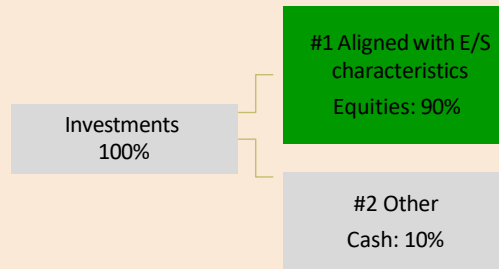 #1 Aligned with E/S
characteristics
Equities: 90%
Investments
100%
#2 Other
Cash: 10%